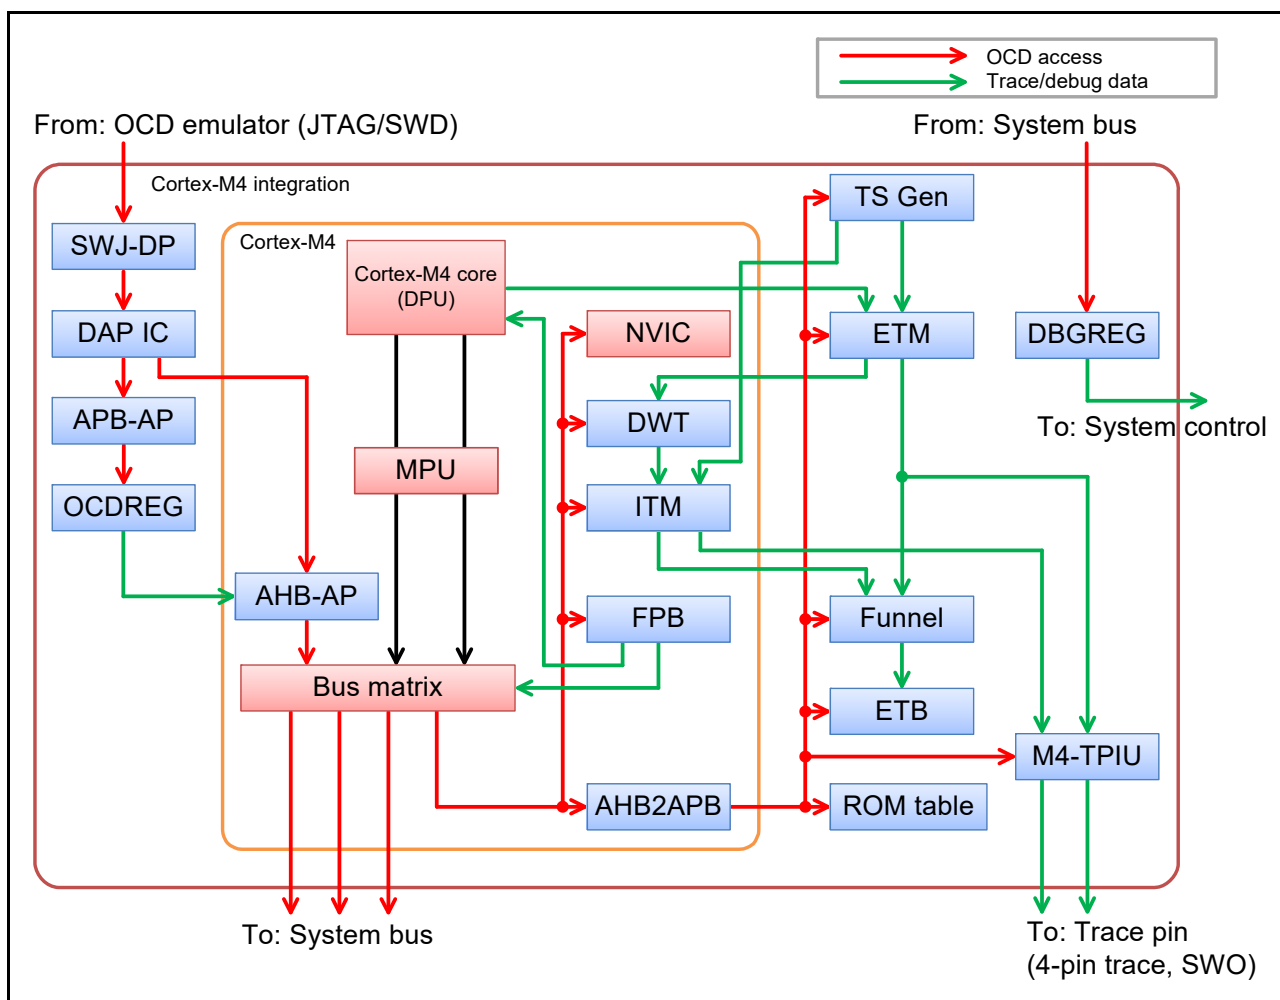 OCD access
Trace/debug data
From: OCD emulator (JTAG/SWD)
From: System bus
Cortex-M4 integration
TS Gen
SWJ-DP
Cortex-M4
Cortex-M4 core
(DPU)
DAP IC
NVIC
ETM
DBGREG
APB-AP
DWT
To: System control
MPU
OCDREG
ITM
AHB-AP
FPB
Funnel
Bus matrix
ETB
M4-TPIU
AHB2APB
ROM table
To: System bus
To: Trace pin
(4-pin trace, SWO)